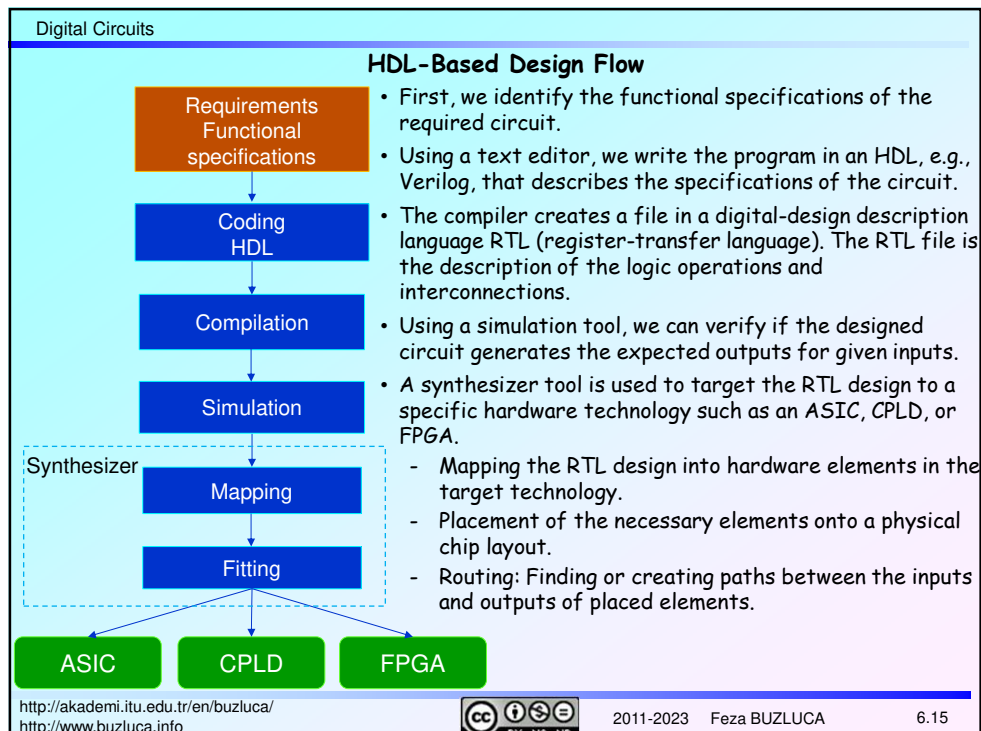 Digital Circuits
HDL-Based Design Flow
Requirements
Functional
specifications
Coding
HDL
Compilation
Simulation
Synthesizer
Mapping
Fitting
ASIC
CPLD
FPGA
• First, we identify the functional specifications of the
required circuit.
• Using a text editor, we write the program in an HDL, e.g.,
Verilog, that describes the specifications of the circuit.
• The compiler creates a file in a digital-design description
language RTL (register-transfer language). The RTL file is
the description of the logic operations and
interconnections.
• Using a simulation tool, we can verify if the designed
circuit generates the expected outputs for given inputs.
• A synthesizer tool is used to target the RTL design to a
specific hardware technology such as an ASIC, CPLD, or
FPGA.
- Mapping the RTL design into hardware elements in the
target technology.
- Placement of the necessary elements onto a physical
chip layout.
- Routing: Finding or creating paths between the inputs
and outputs of placed elements.
http://akademi.itu.edu.tr/en/buzluca/
http://www.buzluca.info
cc
2011-2023 Feza BUZLUCA
6.15